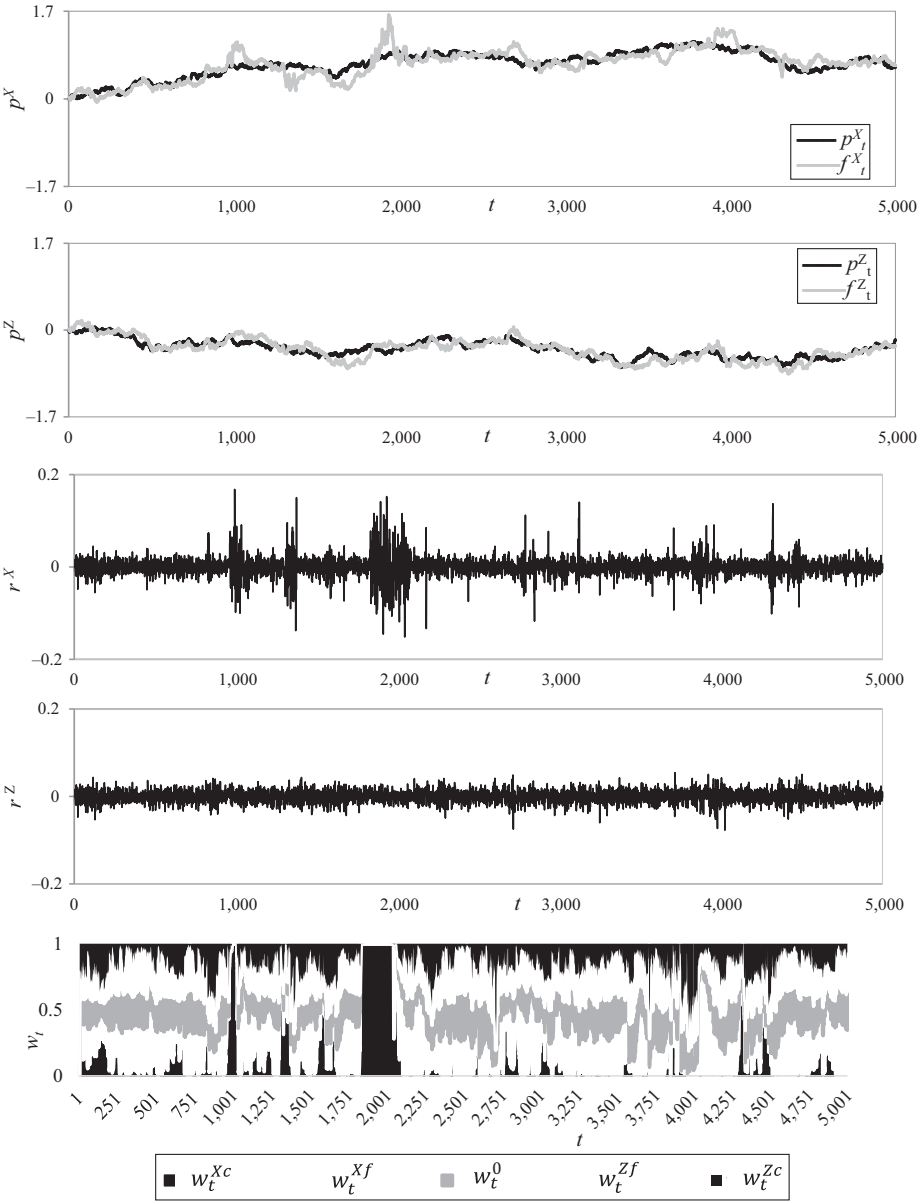 1.7
p^X
0
p^X_t
f^X_t
−1.7
0 1,000 2,000 t 3,000 4,000 5,000
1.7
p^Z
0
p^Z_t
f^Z_t
−1.7
0 1,000 2,000 t 3,000 4,000 5,000
0.2
r^X
0
−0.2
0 1,000 2,000 t 3,000 4,000 5,000
0.2
r^Z
0
−0.2
0 1,000 2,000 t 3,000 4,000 5,000
1
w_t
0.5
0
1 251 501 751 1,001 1,251 1,501 1,751 2,001 2,251 2,501 2,751 3,001 3,251 3,501 3,751 4,001 4,251 4,501 4,751 5,001
t
w_t^{Xc} w_t^{Xf} w_t^0 w_t^{Zf} w_t^{Zc}